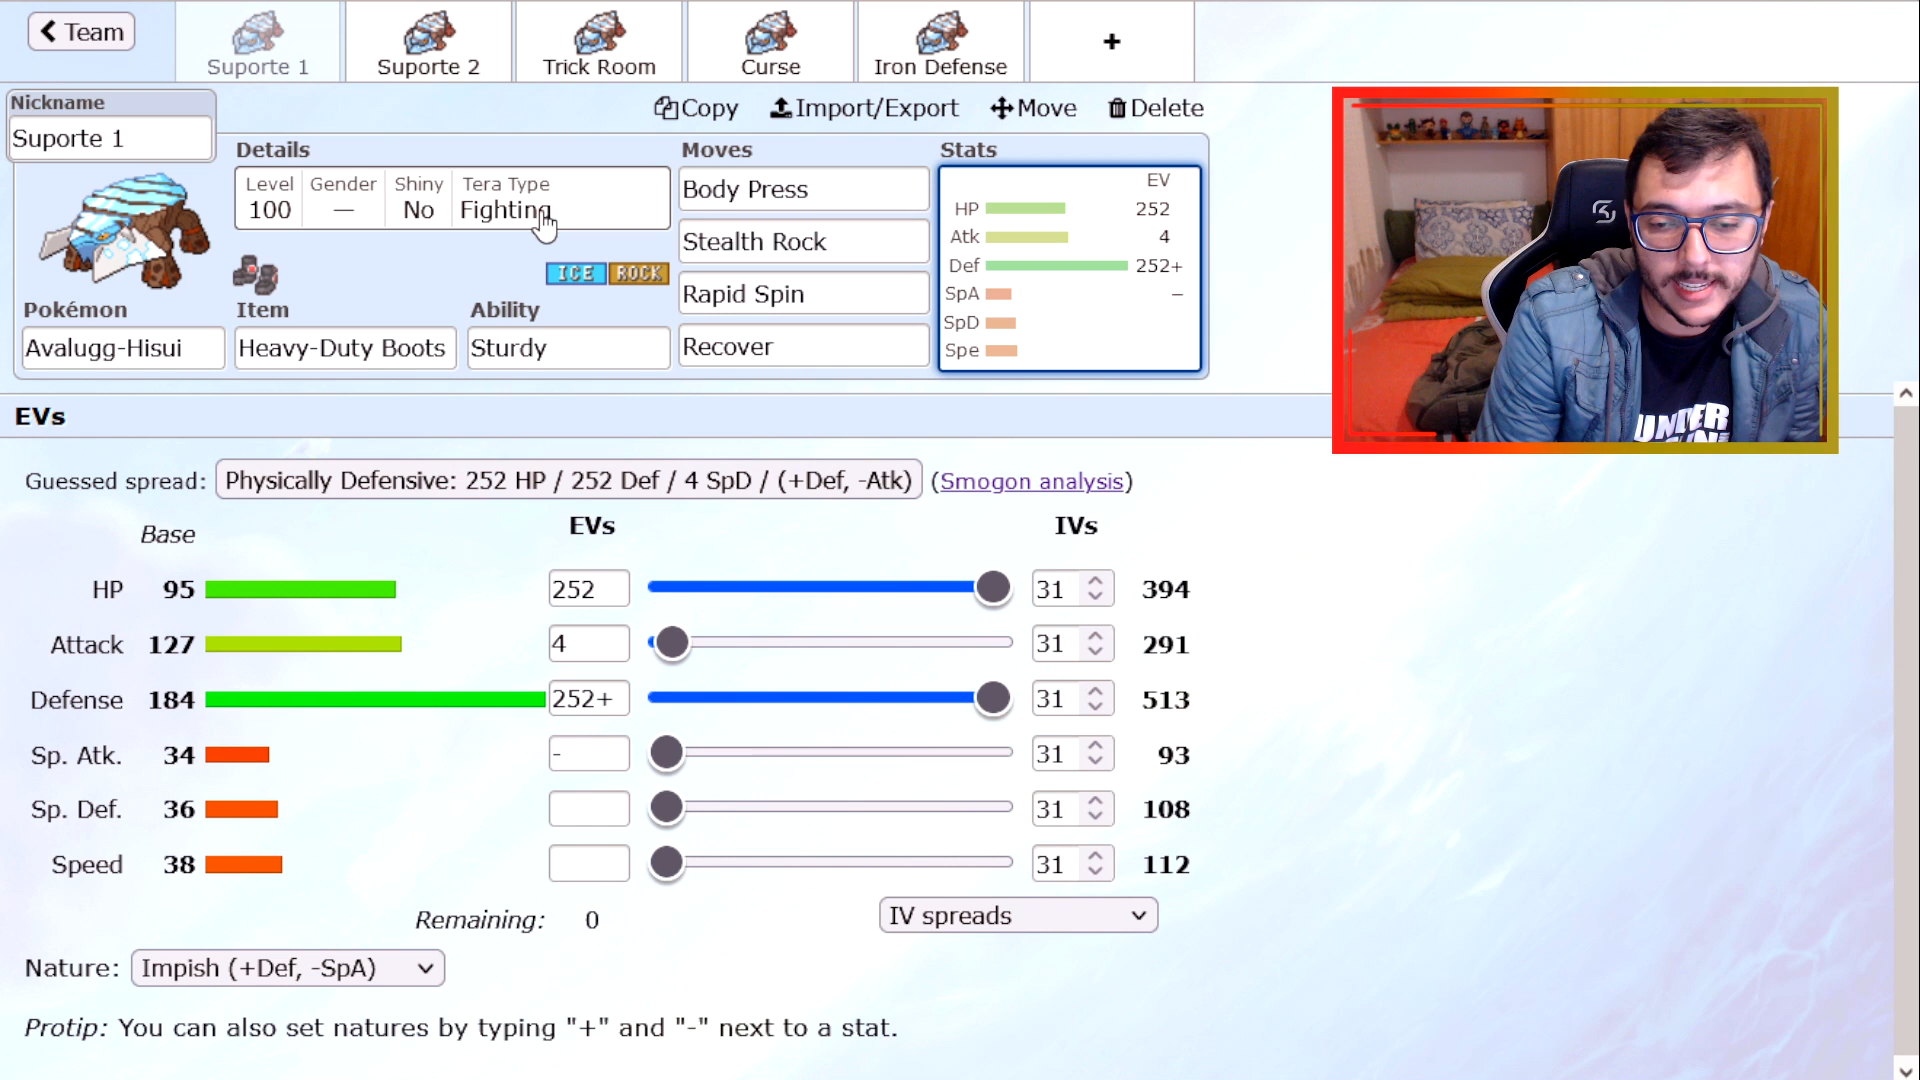 Team
Suporte 1
Suporte 2
Trick Room
Curse
Iron Defense
+
Nickname
Suporte 1
Copy
Import/Export
Move
Delete
Details
Level
100
Gender
—
Shiny
No
Tera Type
Fighting
ICE ROCK
Pokémon
Avalugg-Hisui
Item
Heavy-Duty Boots
Ability
Sturdy
Moves
Body Press
Stealth Rock
Rapid Spin
Recover
Stats
EV
HP 252
Atk 4
Def 252+
SpA −
SpD
Spe
EVs
Guessed spread: Physically Defensive: 252 HP / 252 Def / 4 SpD / (+Def, -Atk) (Smogon analysis)
Base EVs IVs
HP 95 252 31 394
Attack 127 4 31 291
Defense 184 252+ 31 513
Sp. Atk. 34 - 31 93
Sp. Def. 36 31 108
Speed 38 31 112
Remaining: 0
IV spreads
Nature: Impish (+Def, -SpA)
Protip: You can also set natures by typing "+" and "-" next to a stat.
UNDER